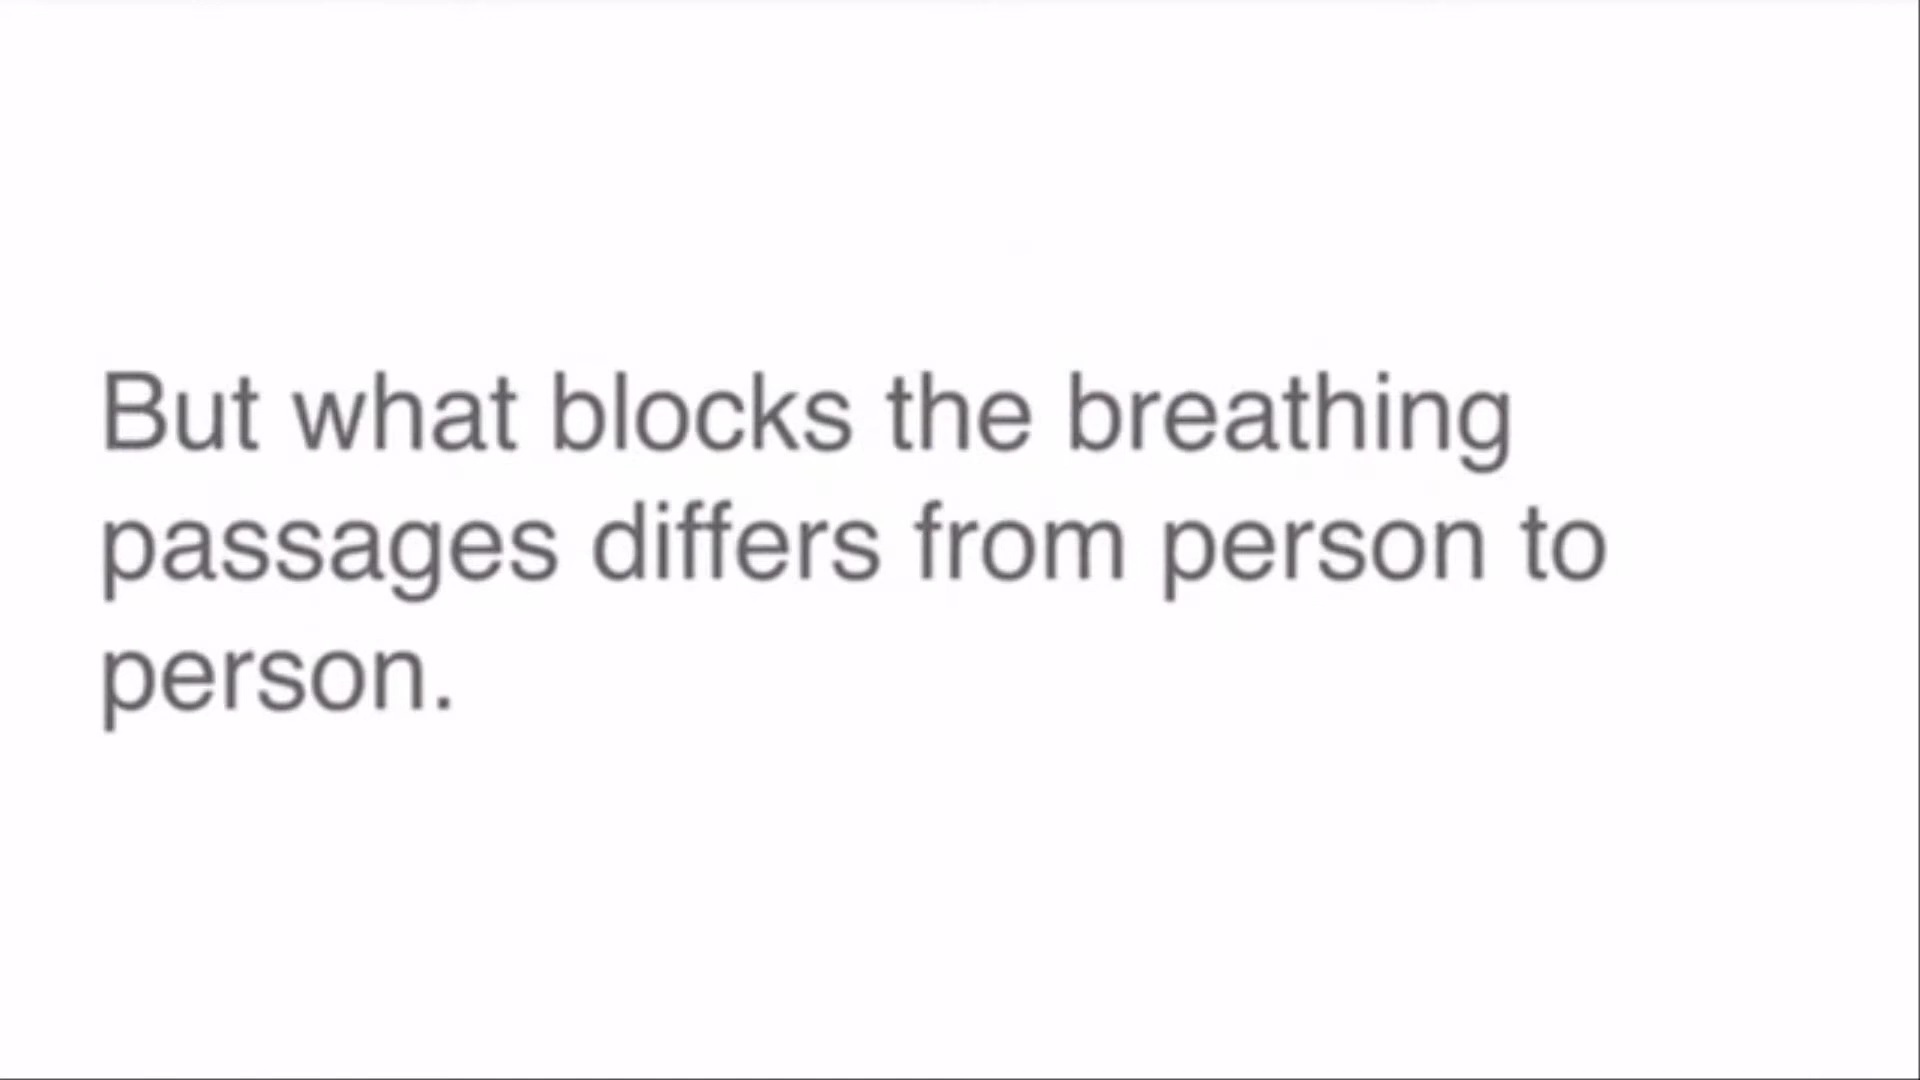 But what blocks the breathing
passages differs from person to
person.